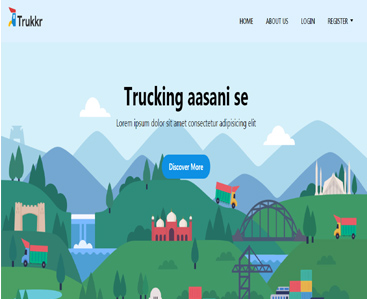 Trukkr
HOME ABOUT US LOGIN REGISTER
Trucking aasani se
Lorem ipsum dolor sit amet consectetur adipisicing elit
Discover More